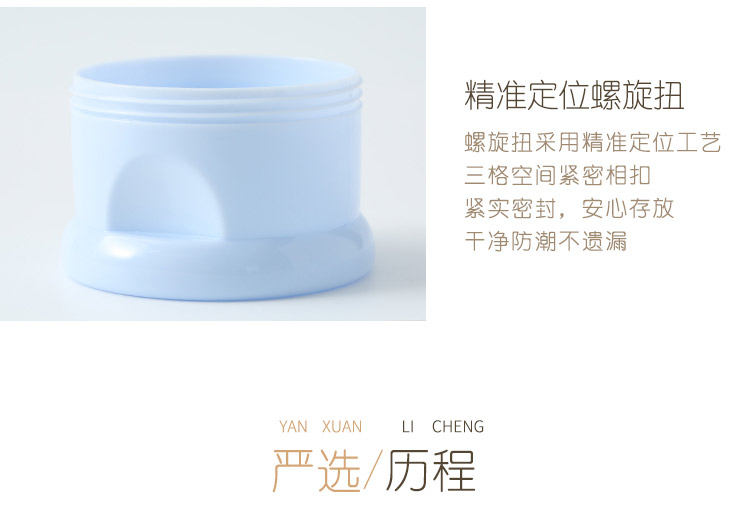 精准定位螺旋扭
螺旋扭采用精准定位工艺
三格空间紧密相扣
紧实密封，安心存放
干净防潮不遗漏
YAN XUAN LI CHENG
严选/历程